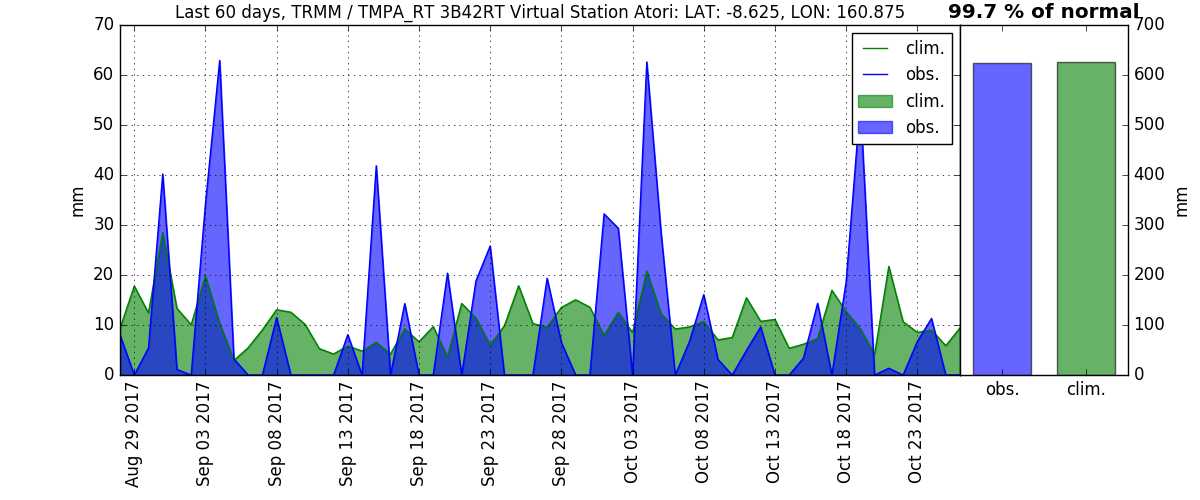 Last 60 days, TRMM / TMPA_RT 3B42RT Virtual Station Atori: LAT: -8.625, LON: 160.875
99.7 % of normal
mm
70
60
50
40
30
20
10
0
clim.
obs.
clim.
obs.
Aug 29 2017
Sep 03 2017
Sep 08 2017
Sep 13 2017
Sep 18 2017
Sep 23 2017
Sep 28 2017
Oct 03 2017
Oct 08 2017
Oct 13 2017
Oct 18 2017
Oct 23 2017
700
600
500
400
300
200
100
0
mm
obs.
clim.